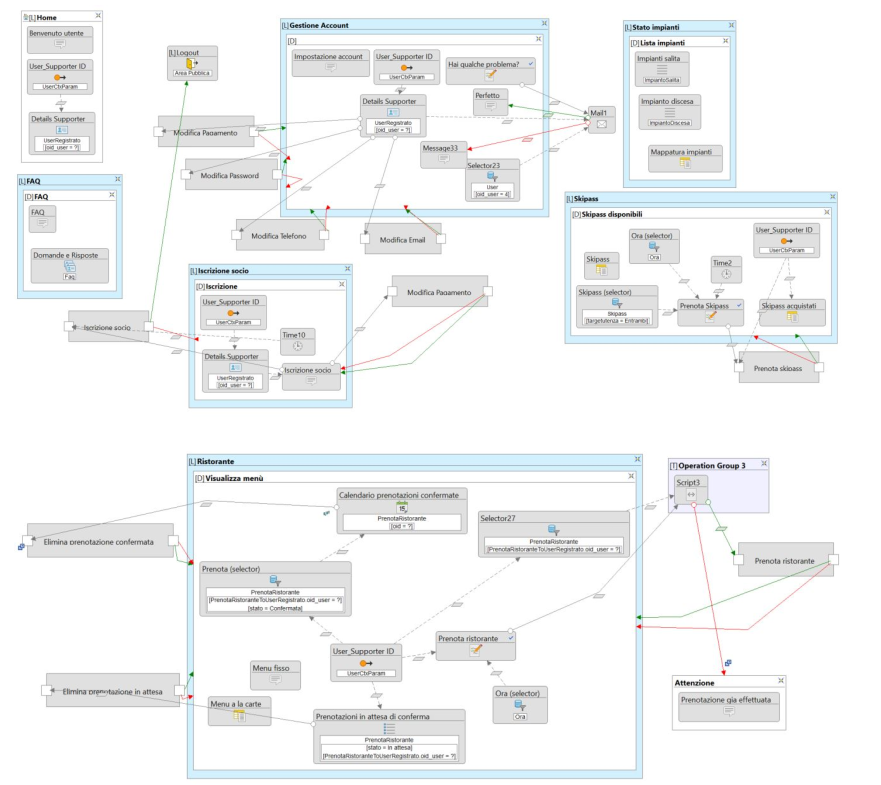 [L] Home
Benvenuto utente
User_Supporter ID
UserCtxParam
Details Supporter
UserRegistrato
[oid_user = ?]
[L] Logout
Area Pubblica
[L] Gestione Account
[D]
Impostazione account
User_Supporter ID
UserCtxParam
Hai qualche problema?
Details Supporter
UserRegistrato
[oid_user = ?]
Perfetto
Mail1
Message33
Selector23
User
Modifica Pagamento
Modifica Password
Modifica Telefono
Modifica Email
[L] Stato impianti
[D] Lista impianti
Impianti salita
ImpiantoSalita
Impianto discesa
ImpiantoDiscesa
Mappatura impianti
[L] FAQ
[D] FAQ
FAQ
Domande e Risposte
Faq
[L] Skipass
[D] Skipass disponibili
Ora (selector)
Ora
User_Supporter ID
UserCtxParam
Skipass
Time2
Skipass (selector)
Skipass
[targetutenza = Entrambi]
Prenota Skipass
Skipass acquistati
Prenota skipass
[L] Iscrizione socio
[D] Iscrizione
User_Supporter ID
UserCtxParam
Time10
Details Supporter
UserRegistrato
[oid_user = ?]
Iscrizione socio
Iscrizione socio
Modifica Pagamento
[L] Ristorante
[D] Visualizza menù
Calendario prenotazioni confermate
15
PrenotaRistorante
[oid = ?]
Selector27
PrenotaRistorante
[PrenotaRistoranteToUserRegistrato.oid_user = ?]
[T] Operation Group 3
Script3
Elimina prenotazione confermata
Prenota (selector)
PrenotaRistorante
[PrenotaRistoranteToUserRegistrato.oid_user = ?]
[stato = Confermata]
Prenota ristorante
User_Supporter ID
UserCtxParam
Prenota ristorante
Menu fisso
Elimina prenotazione in attesa
Menu a la carte
Ora (selector)
Ora
Prenotazioni in attesa di conferma
PrenotaRistorante
[stato = In attesa]
[PrenotaRistoranteToUserRegistrato.oid_user = ?]
Attenzione
Prenotazione gia effettuata